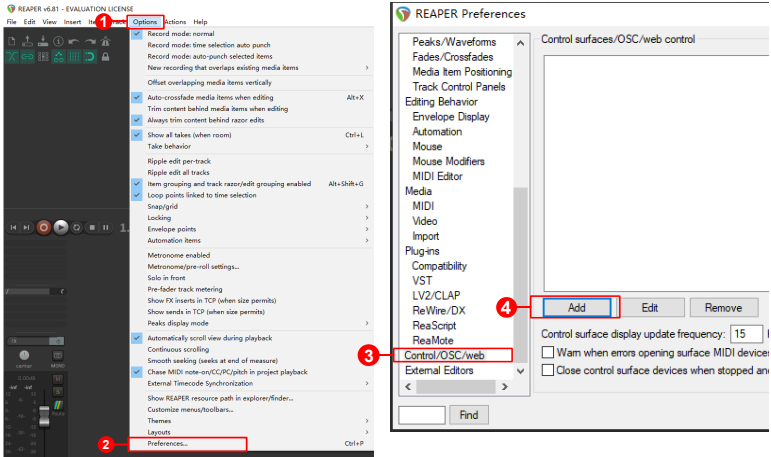 REAPER v6.81 - EVALUATION LICENSE
File Edit View Insert Item Track Options Actions Help
1
Record mode: normal
Record mode: time selection auto punch
Record mode: auto-punch selected items
New recording that overlaps existing media items >
Offset overlapping media items vertically
Auto-crossfade media items when editing Alt+X
Trim content behind media items when editing
Always trim content behind razor edits
Show all takes (when room) Ctrl+L
Take behavior >
Ripple edit per-track
Ripple edit all tracks
Item grouping and track razor/edit grouping enabled Alt+Shift+G
Loop points linked to time selection
Snap/grid >
Locking >
Envelope points >
Automation items >
Metronome enabled
Metronome/pre-roll settings...
Solo in front
Pre-fader track metering
Show FX inserts in TCP (when size permits)
Show sends in TCP (when size permits)
Peaks display mode >
Automatically scroll view during playback
Continuous scrolling
Smooth seeking (seeks at end of measure)
Chase MIDI note-on/CC/PC/pitch in project playback
External Timecode Synchronization >
Show REAPER resource path in explorer/finder...
Customize menus/toolbars...
Themes >
Layouts >
2
Preferences... Ctrl+P
1.
center MONO
0.00dB
-inf -inf
M
S
Route
REAPER Preferences
Peaks/Waveforms
Fades/Crossfades
Media Item Positioning
Track Control Panels
Editing Behavior
Envelope Display
Automation
Mouse
Mouse Modifiers
MIDI Editor
Media
MIDI
Video
Import
Plug-ins
Compatibility
VST
LV2/CLAP
ReWire/DX
ReaScript
ReaMote
3
Control/OSC/web
External Editors
Find
Control surfaces/OSC/web control
4
Add Edit Remove
Control surface display update frequency: 15
Warn when errors opening surface MIDI devices
Close control surface devices when stopped and